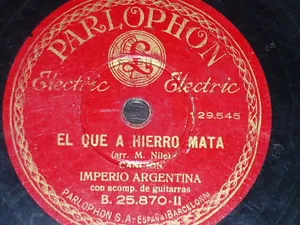 PARLOPHON
Electric Electric
129.545
EL QUE A HIERRO MATA
(arr. M. Nile)
CANCION
IMPERIO ARGENTINA
con acomp. de guitarras
B. 25.870-II
PARLOPHON S.A.-ESPAÑA(BARCELONA)